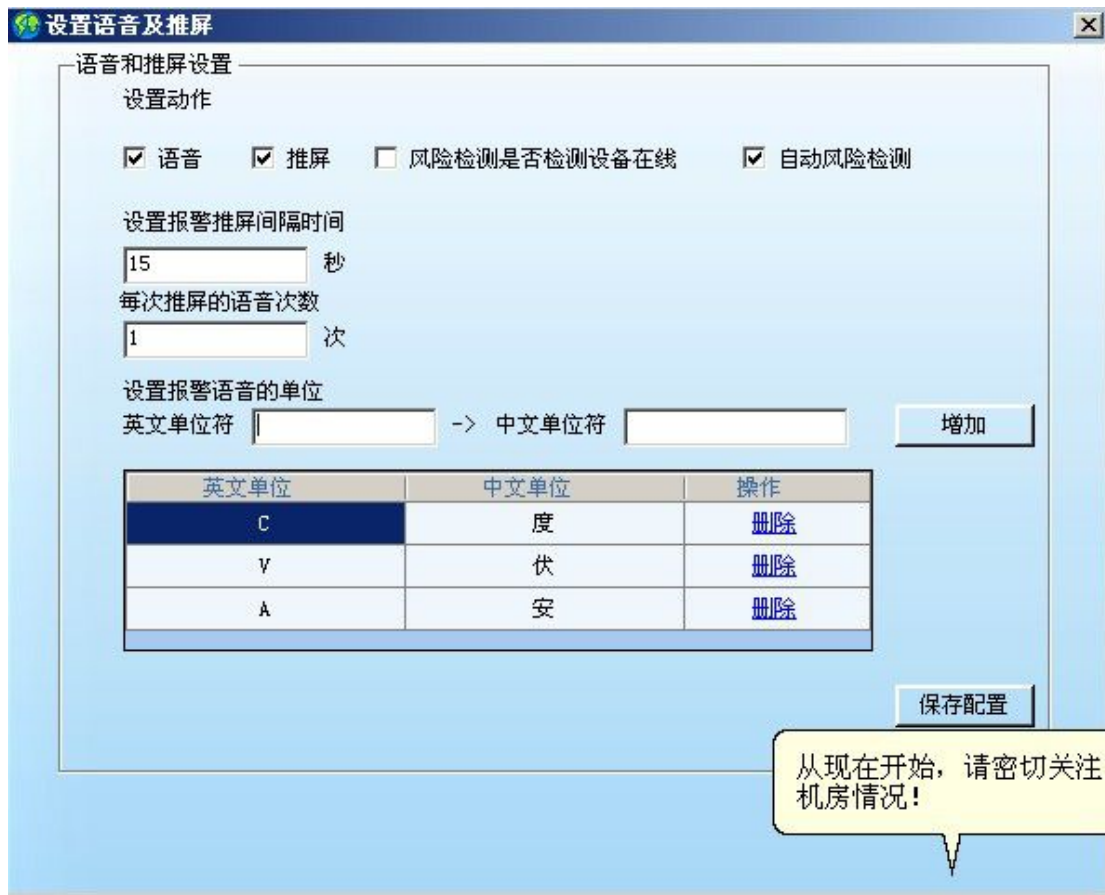 设置语音及推屏
语音和推屏设置
设置动作
语音 推屏 风险检测是否检测设备在线 自动风险检测
设置报警推屏间隔时间
15 秒
每次推屏的语音次数
1 次
设置报警语音的单位
英文单位符 -> 中文单位符 增加
英文单位 中文单位 操作
C 度 删除
V 伏 删除
A 安 删除
保存配置
从现在开始，请密切关注
机房情况！